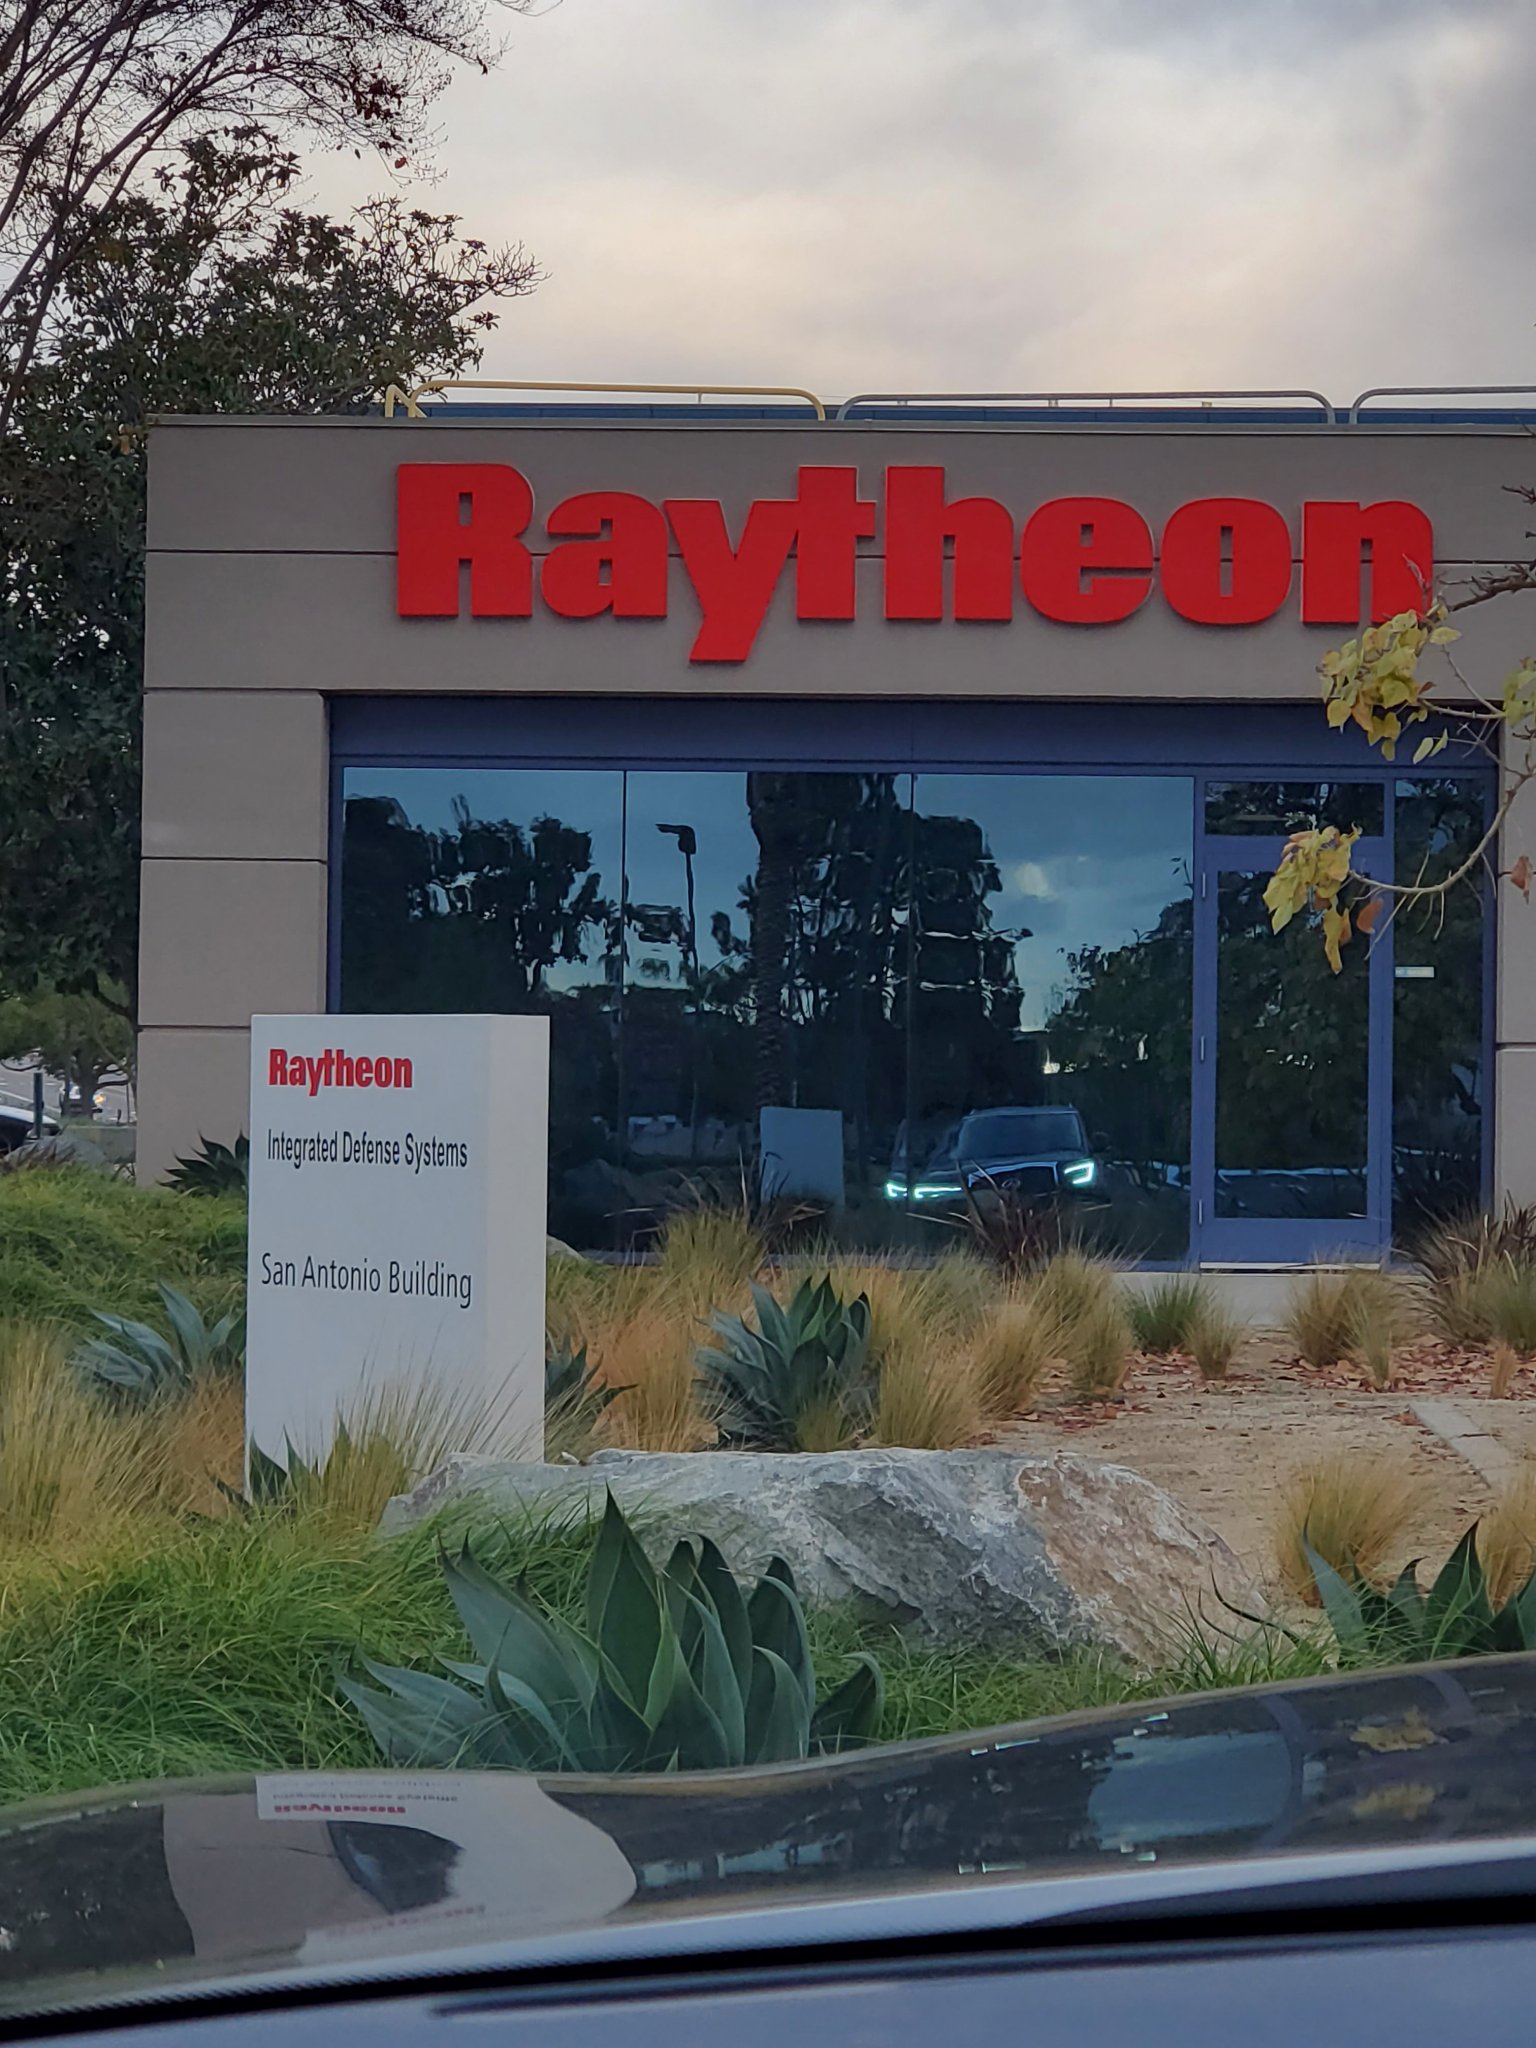 Raytheon
Raytheon
Integrated Defense Systems
San Antonio Building